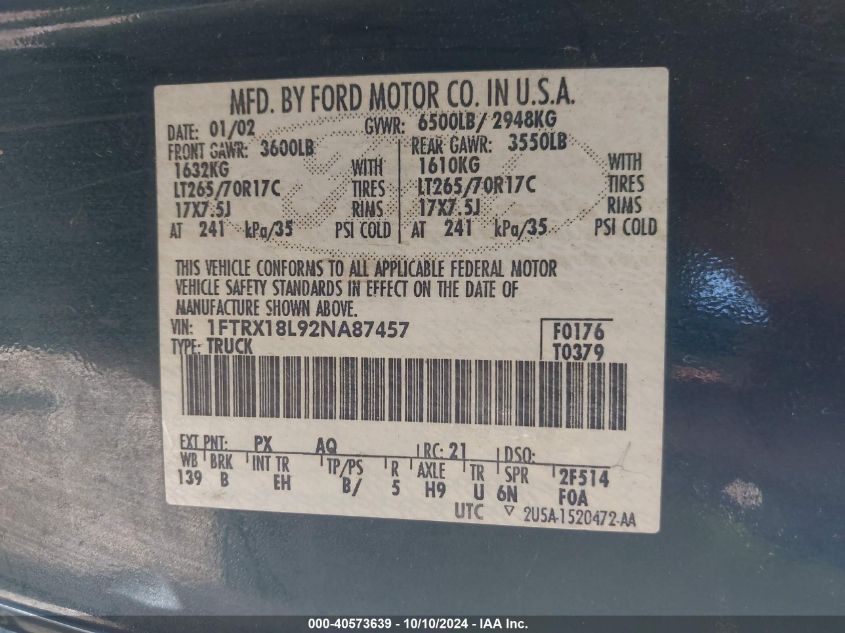 MFD. BY FORD MOTOR CO. IN U.S.A.
DATE: 01/02 GVWR: 6500LB/ 2948KG
FRONT GAWR: 3600LB REAR GAWR: 3550LB
1632KG WITH 1610KG WITH
LT265/70R17C TIRES LT265/70R17C TIRES
17X7.5J RIMS 17X7.5J RIMS
AT 241 kPa/35 PSI COLD AT 241 kPa/35 PSI COLD
THIS VEHICLE CONFORMS TO ALL APPLICABLE FEDERAL MOTOR
VEHICLE SAFETY STANDARDS IN EFFECT ON THE DATE OF
MANUFACTURE SHOWN ABOVE.
VIN: 1FTRX18L92NA87457 F0176
TYPE: TRUCK T0379
EXT PNT: PX AQ RC: 21 DSO:
WB BRK INT TR TP/PS R AXLE TR SPR 2F514
139 B EH B/ 5 H9 U 6N F0A
UTC ▽ 2USA-1520472-AA
000-40573639 - 10/10/2024 - IAA Inc.